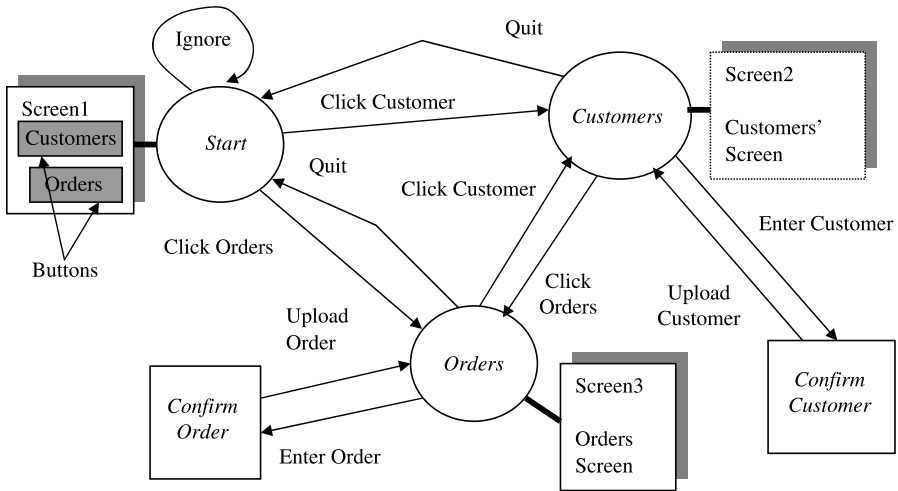 Ignore
Quit
Screen1
Customers
Orders
Buttons
Start
Click Customer
Customers
Screen2
Customers’
Screen
Quit
Click Customer
Enter Customer
Click Orders
Click
Orders
Upload
Customer
Upload
Order
Orders
Confirm
Order
Enter Order
Screen3
Orders
Screen
Confirm
Customer